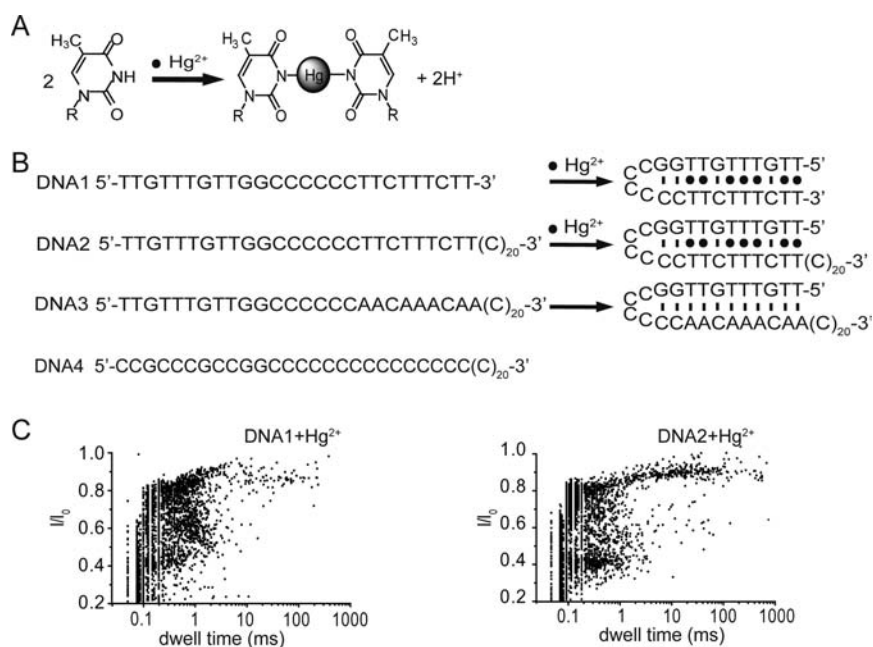 A
2 H₃C O NH N R O • Hg²⁺ H₃C O N N R O Hg O CH₃ N N R O + 2H⁺
B
DNA1 5'-TTGTTTGTTGGCCCCCCTTCTTTCTT-3' • Hg²⁺ CCGGTTGTTTGTT-5'
C
C
CCCTTCTTTCTT-3'
DNA2 5'-TTGTTTGTTGGCCCCCCTTCTTTCTT(C)₂₀-3' • Hg²⁺ CCGGTTGTTTGTT-5'
C
C
CCCTTCTTTCTT(C)₂₀-3'
DNA3 5'-TTGTTTGTTGGCCCCCCAACAAACAA(C)₂₀-3' CCGGTTGTTTGTT-5'
C
C
CCCAACAAACAA(C)₂₀-3'
DNA4 5'-CCGCCCGCCGGCCCCCCCCCCCCCCC(C)₂₀-3'
C
DNA1+Hg²⁺
I/I₀
1.0
0.8
0.6
0.4
0.2
0.1 1 10 100 1000
dwell time (ms)
DNA2+Hg²⁺
I/I₀
1.0
0.8
0.6
0.4
0.2
0.1 1 10 100 1000
dwell time (ms)